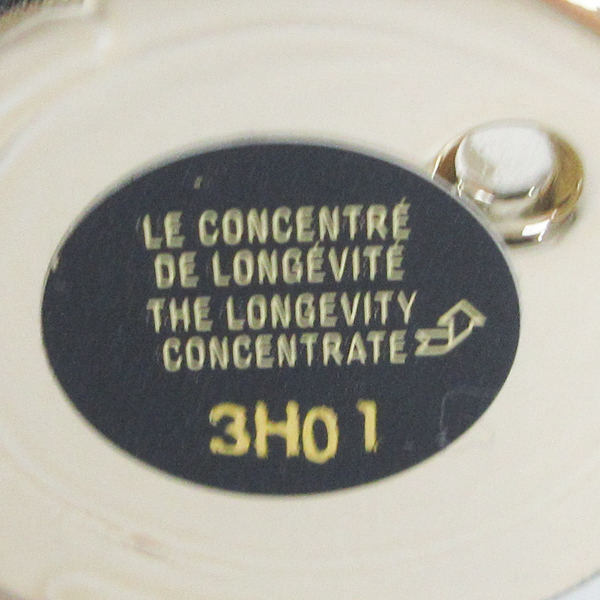 LE CONCENTRÉ
DE LONGÉVITÉ
THE LONGEVITY
CONCENTRATE
3H01